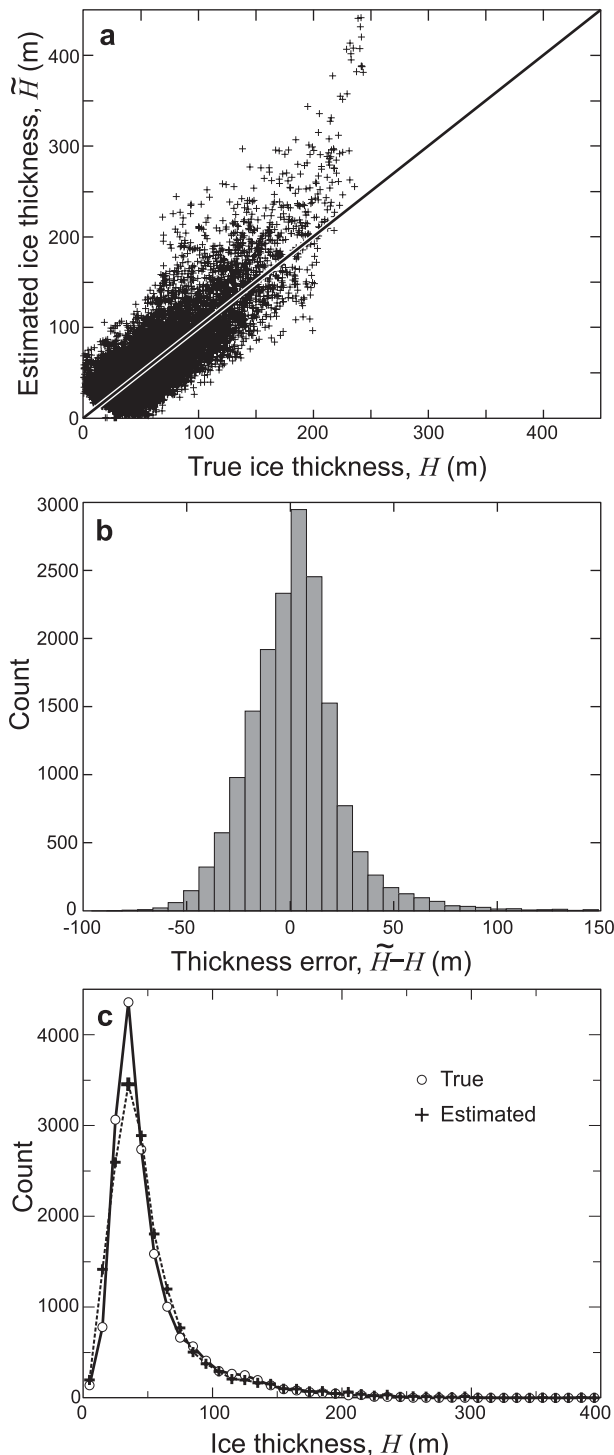 a
400
300
200
100
0
Estimated ice thickness, H̃ (m)
0 100 200 300 400
True ice thickness, H (m)
b
3000
2500
2000
1500
1000
500
0
Count
-100 -50 0 50 100 150
Thickness error, H̃–H (m)
c
4000
3000
2000
1000
0
Count
True
Estimated
0 100 200 300 400
Ice thickness, H (m)